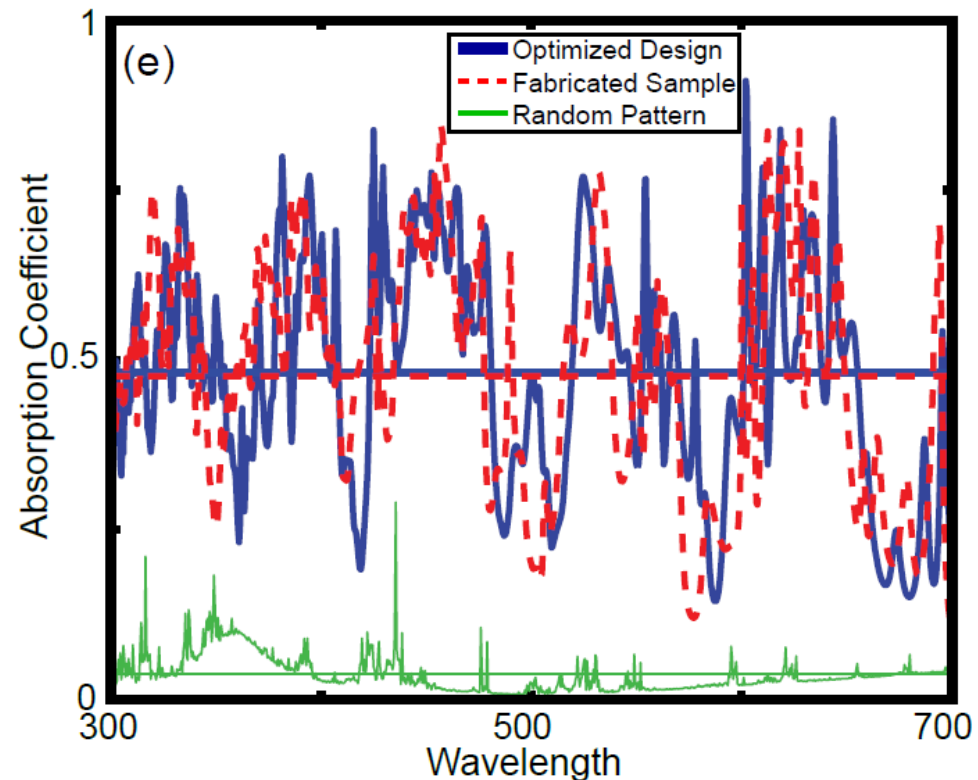 1
(e)
Optimized Design
Fabricated Sample
Random Pattern
Absorption Coefficient
0.5
0
300
500
700
Wavelength